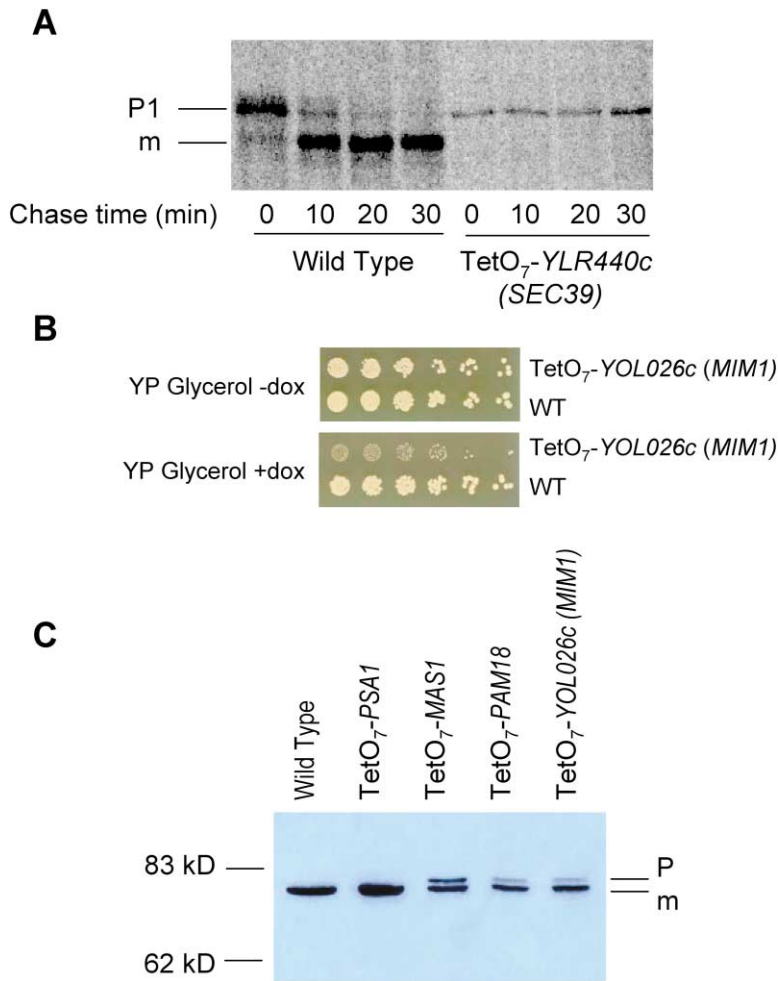 A
P1
m
Chase time (min) 0 10 20 30 0 10 20 30
Wild Type TetO7-YLR440c
(SEC39)
B
YP Glycerol -dox
TetO7-YOL026c (MIM1)
WT
YP Glycerol +dox
TetO7-YOL026c (MIM1)
WT
C
Wild Type
TetO7-PSA1
TetO7-MAS1
TetO7-PAM18
TetO7-YOL026c (MIM1)
83 kD
62 kD
P
m